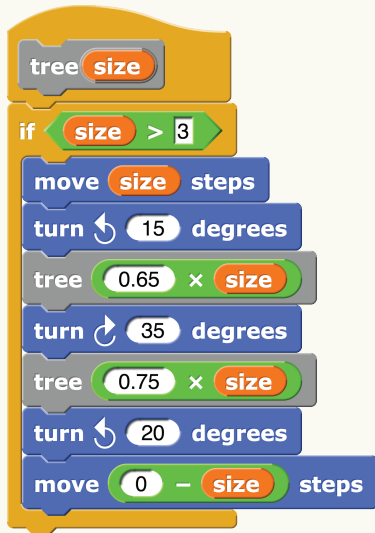 tree size
if size > 3
move size steps
turn 15 degrees
tree 0.65 × size
turn 35 degrees
tree 0.75 × size
turn 20 degrees
move 0 − size steps